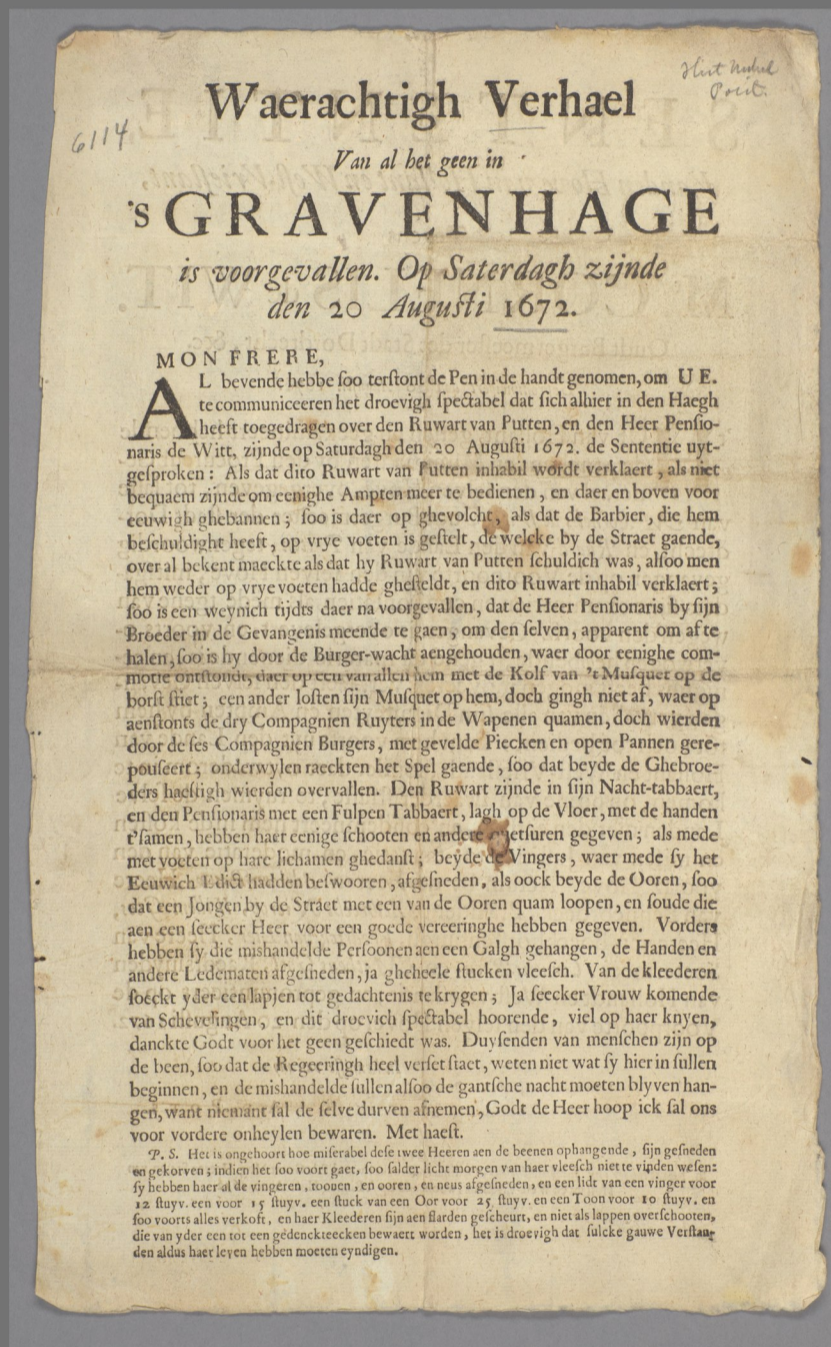 6114
Waerachtigh Verhael
Van al het geen in
'sGRAVENHAGE
is voorgevallen. Op Saterdagh zijnde
den 20 Augusti 1672.
MON FRERE,
AL bevende hebbe ſoo terſtont de Pen in de handt genomen, om U E.
te communiceeren het droevigh ſpectabel dat ſich alhier in den Haegh
heeft toegedragen over den Ruwart van Putten, en den Heer Penſio-
naris de Witt, zijnde op Saturdagh den 20 Auguſti 1672. de Sententie uyt-
geſproken: Als dat dito Ruwart van Putten inhabil wordt verklaert, als niet
bequaem zijnde om eenighe Ampten meer te bedienen, en daer en boven voor
eeuwigh ghebannen; ſoo is daer op ghevolcht, als dat de Barbier, die hem
beſchuldight heeft, op vrye voeten is geſtelt, de welcke by de Straet gaende,
over al bekent maeckte als dat hy Ruwart van Putten ſchuldich was, alſoo men
hem weder op vrye voeten hadde gheſteldt, en dito Ruwart inhabil verklaert;
ſoo is een weynich tijdts daer na voorgevallen, dat de Heer Penſionaris by ſijn
Broeder in de Gevangenis meende te gaen, om den ſelven, apparent om af te
halen, ſoo is hy door de Burger-wacht aengehouden, waer door eenighe com-
motie ontſtondt, daer op een van allen hem met de Kolf van 't Muſquet op de
borſt ſtiet; een ander loſten ſijn Muſquet op hem, doch gingh niet af, waer op
aenſtonts de dry Compagnien Ruyters in de Wapenen quamen, doch wierden
door de ſes Compagnien Burgers, met gevelde Piecken en open Pannen gere-
pouſeert; onderwylen raeckten het Spel gaende, ſoo dat beyde de Ghebroe-
ders haeſtigh wierden overvallen. Den Ruwart zijnde in ſijn Nacht-tabbaert,
en den Penſionaris met een Fulpen Tabbaert, lagh op de Vloer, met de handen
t'ſamen, hebben haer eenige ſchooten en andere gegeven; als mede
met voeten op hare lichamen ghedanſt; beyde de Vingers, waer mede ſy het
Eeuwich Edict hadden beſwooren, afgeſneden, als oock beyde de Ooren, ſoo
dat een Jongen by de Straet met een van de Ooren quam loopen, en ſoude die
aen een ſeecker Heer voor een goede vereeringhe hebben gegeven. Vorders
hebben ſy die mishandelde Perſoonen aen een Galgh gehangen, de Handen en
andere Ledematen afgeſneden, ja gheheele ſtucken vleeſch. Van de kleederen
ſoeckt yder een lapjen tot gedachtenis te krygen; Ja ſeecker Vrouw komende
van Schevelingen, en dit droevich ſpectabel hoorende, viel op haer knyen,
danckte Godt voor het geen geſchiedt was. Duyſenden van menſchen zijn op
de been, ſoo dat de Regeeringh heel verſet ſtaet, weten niet wat ſy hier in ſullen
beginnen, en de mishandelde ſullen alſoo de gantſche nacht moeten blyven han-
gen, want niemant ſal de ſelve durven afnemen, Godt de Heer hoop ick ſal ons
voor vordere onheylen bewaren. Met haeſt.
P. S. Het is ongehoort hoe miſerabel deſe twee Heeren aen de beenen ophangende, ſijn geſneden
en gekorven; indien het ſoo voort gaet, ſoo ſalder licht morgen van haer vleeſch niet te vinden weſen:
ſy hebben haer al de vingeren, toonen, en ooren, en neus afgeſneden, en een lidt van een vinger voor
12 ſtuyv. een voor 15 ſtuyv. een ſtuck van een Oor voor 25 ſtuyv. en een Toon voor 10 ſtuyv. en
ſoo voorts alles verkoft, en haer Kleederen ſijn aen flarden geſcheurt, en niet als lappen overſchooten,
die van yder een tot een gedenckteecken bewaert worden, het is droevigh dat ſulcke gauwe Verſtan-
den aldus haer leven hebben moeten eyndigen.